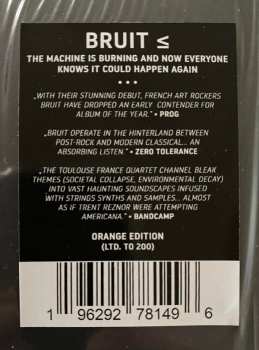 BRUIT ≤
THE MACHINE IS BURNING AND NOW EVERYONE
KNOWS IT COULD HAPPEN AGAIN
•••
„WITH THEIR STUNNING DEBUT, FRENCH ART ROCKERS
BRUIT HAVE DROPPED AN EARLY CONTENDER FOR
ALBUM OF THE YEAR." • PROG
„BRUIT OPERATE IN THE HINTERLAND BETWEEN
POST-ROCK AND MODERN CLASSICAL... AN
ABSORBING LISTEN." • ZERO TOLERANCE
„THE TOULOUSE FRANCE QUARTET CHANNEL BLEAK
THEMES (SOCIETAL COLLAPSE, ENVIRONMENTAL DECAY)
INTO VAST HAUNTING SOUNDSCAPES INFUSED
WITH STRINGS SYNTHS AND SAMPLES... ALMOST
AS IF TRENT REZNOR WERE ATTEMPTING
AMERICANA." • BANDCAMP
ORANGE EDITION
(LTD. TO 200)
1 96292 78149 6